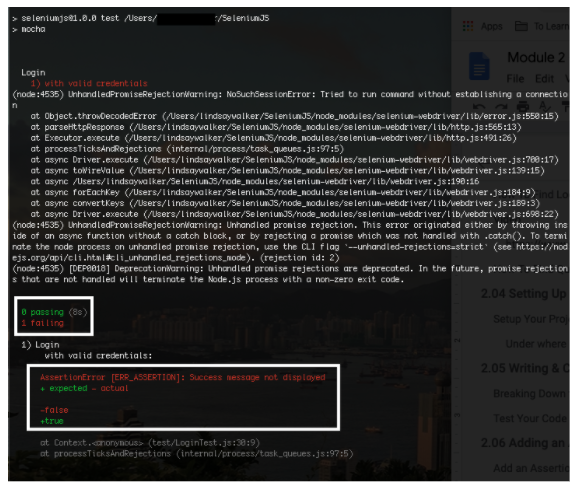 > seleniumjs@1.0.0 test /Users/ :/SeleniumJS
> mocha
Login
1) with valid credentials
(node:4535) UnhandledPromiseRejectionWarning: NoSuchSessionError: Tried to run command without establishing a connectio
n
at Object.throwDecodedError (/Users/lindsaywalker/SeleniumJS/node_modules/selenium-webdriver/lib/error.js:550:15)
at parseHttpResponse (/Users/lindsaywalker/SeleniumJS/node_modules/selenium-webdriver/lib/http.js:565:13)
at Executor.execute (/Users/lindsaywalker/SeleniumJS/node_modules/selenium-webdriver/lib/http.js:491:26)
at processTicksAndRejections (internal/process/task_queues.js:97:5)
at async Driver.execute (/Users/lindsaywalker/SeleniumJS/node_modules/selenium-webdriver/lib/webdriver.js:700:17)
at async toWireValue (/Users/lindsaywalker/SeleniumJS/node_modules/selenium-webdriver/lib/webdriver.js:139:15)
at async /Users/lindsaywalker/SeleniumJS/node_modules/selenium-webdriver/lib/webdriver.js:190:16
at async forEachKey (/Users/lindsaywalker/SeleniumJS/node_modules/selenium-webdriver/lib/webdriver.js:184:9)
at async convertKeys (/Users/lindsaywalker/SeleniumJS/node_modules/selenium-webdriver/lib/webdriver.js:189:3)
at async Driver.execute (/Users/lindsaywalker/SeleniumJS/node_modules/selenium-webdriver/lib/webdriver.js:698:22)
(node:4535) UnhandledPromiseRejectionWarning: Unhandled promise rejection. This error originated either by throwing ins
ide of an async function without a catch block, or by rejecting a promise which was not handled with .catch(). To termi
nate the node process on unhandled promise rejection, use the CLI flag `--unhandled-rejections=strict` (see https://nod
ejs.org/api/cli.html#cli_unhandled_rejections_mode). (rejection id: 2)
(node:4535) [DEP0018] DeprecationWarning: Unhandled promise rejections are deprecated. In the future, promise rejection
s that are not handled will terminate the Node.js process with a non-zero exit code.
0 passing (8s)
1 failing
1) Login
with valid credentials:
AssertionError [ERR_ASSERTION]: Success message not displayed
+ expected - actual
-false
+true
at Context.<anonymous> (test/LoginTest.js:30:9)
at processTicksAndRejections (internal/process/task_queues.js:97:5)
Apps
To Learn
Module 2
File Edit
2.04 Setting Up
Setup Your Proj
Under where
2.05 Writing & C
Breaking Down
Test Your Code
2.06 Adding an
Add an Assertic